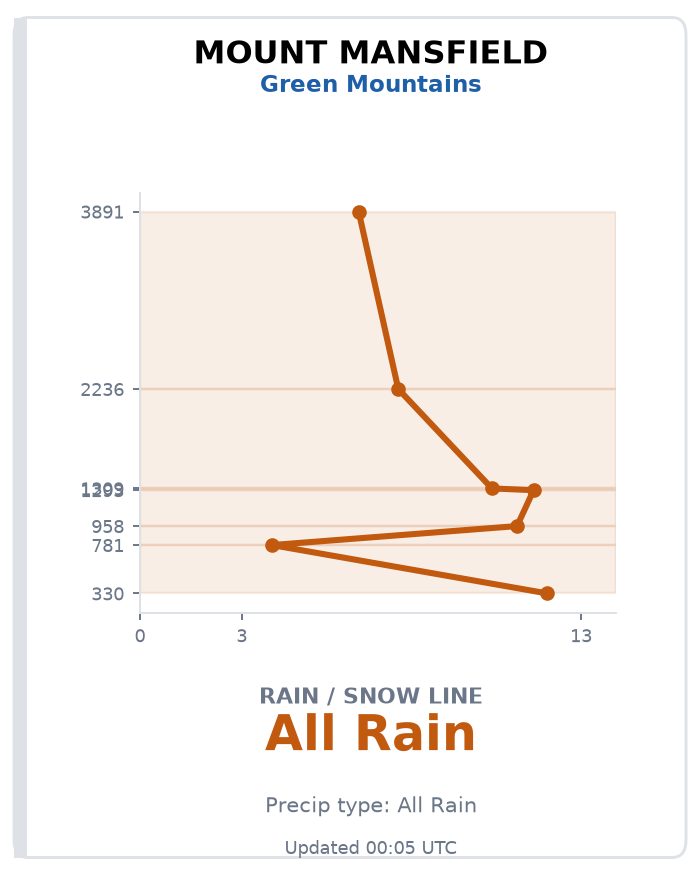 MOUNT MANSFIELD
Green Mountains
3891
2236
958
781
330
0 3 13
RAIN / SNOW LINE
All Rain
Precip type: All Rain
Updated 00:05 UTC